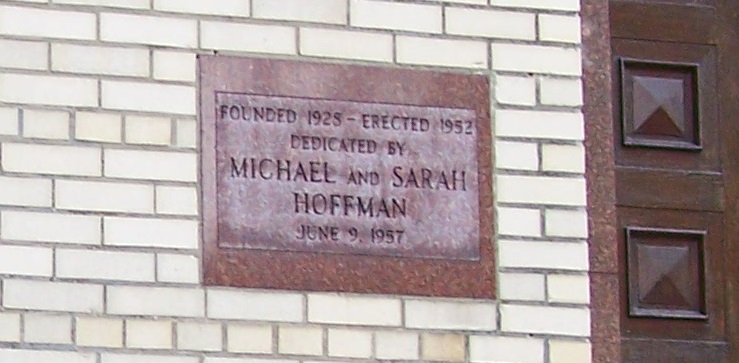 FOUNDED 1925 - ERECTED 1952
DEDICATED BY
MICHAEL AND SARAH
HOFFMAN
JUNE 9, 1957